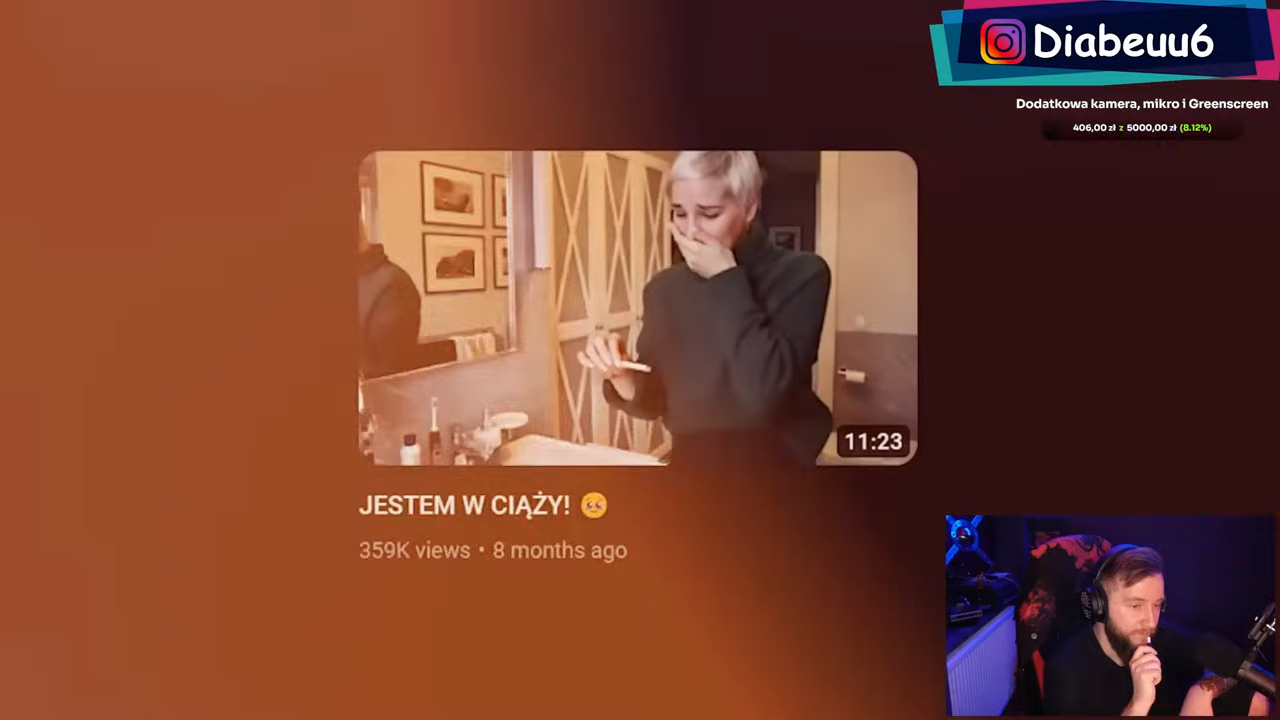 Diabeuu6
Dodatkowa kamera, mikro i Greenscreen
406,00 zł z 5000,00 zł (8.12%)
11:23
JESTEM W CIĄŻY! 🥺
359K views • 8 months ago